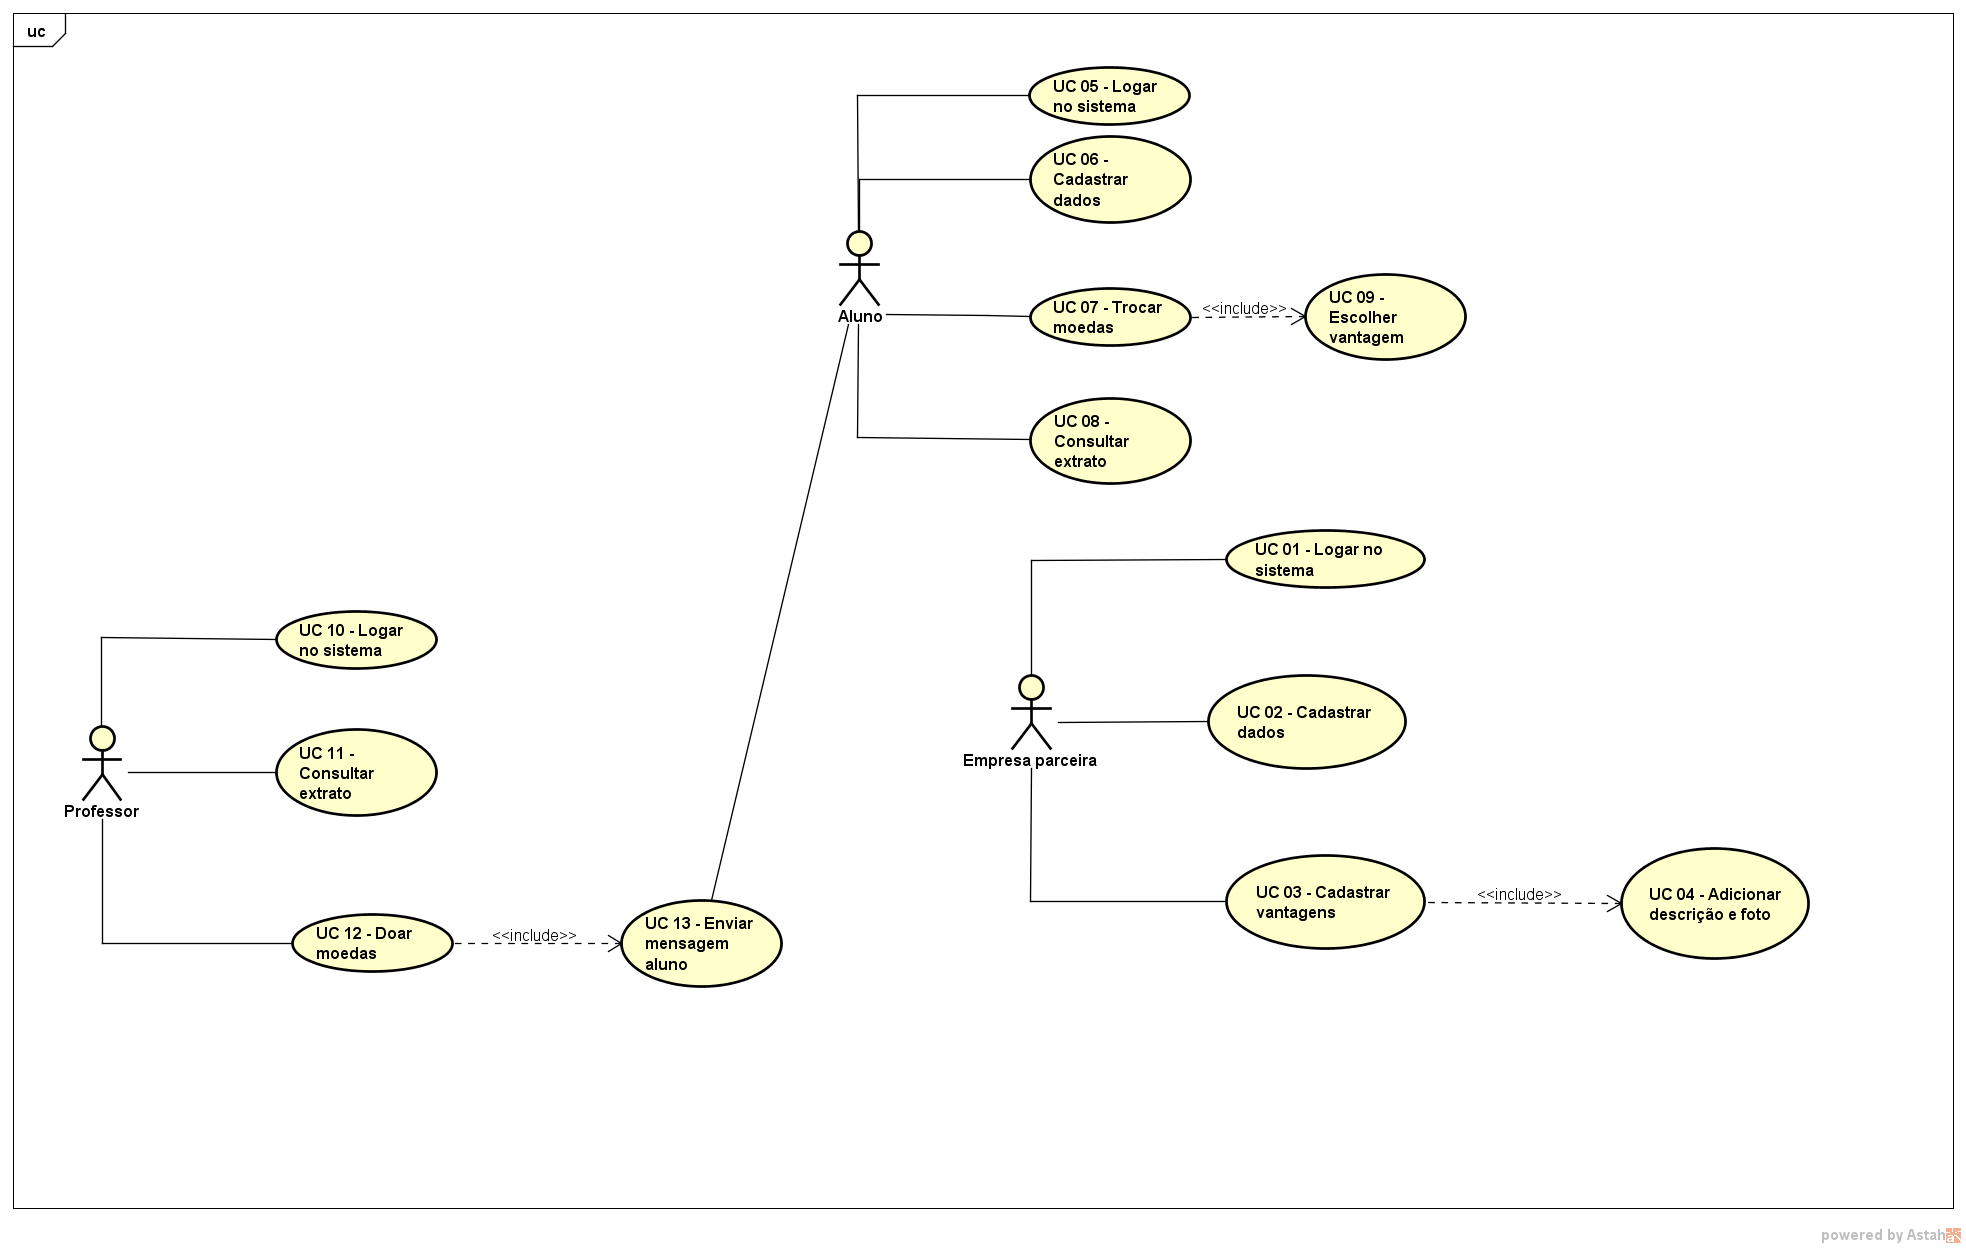 uc
UC 05 - Logar
no sistema
UC 06 -
Cadastrar
dados
Aluno
UC 07 - Trocar
moedas
<<include>>
UC 09 -
Escolher
vantagem
UC 08 -
Consultar
extrato
UC 01 - Logar no
sistema
UC 10 - Logar
no sistema
UC 02 - Cadastrar
dados
Empresa parceira
UC 11 -
Consultar
extrato
Professor
UC 03 - Cadastrar
vantagens
<<include>>
UC 04 - Adicionar
descrição e foto
UC 12 - Doar
moedas
<<include>>
UC 13 - Enviar
mensagem
aluno
powered by Astah